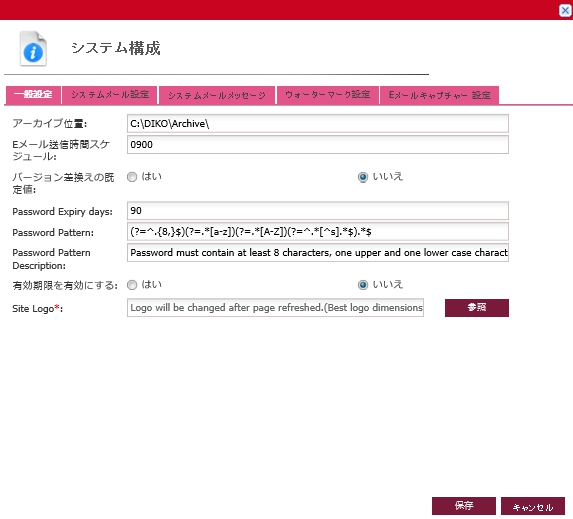 システム構成
一般設定 システムメール設定 システムメールメッセージ ウォーターマーク設定 Eメールキャプチャー 設定
アーカイブ位置: C:\DIKO\Archive\
Eメール送信時間スケ
ジュール: 0900
バージョン差換えの既
定値: はい いいえ
Password Expiry days: 90
Password Pattern: (?=^.{8,}$)(?=.*[a-z])(?=.*[A-Z])(?=^.*[^s].*$).*$
Password Pattern
Description: Password must contain at least 8 characters, one upper and one lower case charact
有効期限を有効にする: はい いいえ
Site Logo*: Logo will be changed after page refreshed.(Best logo dimensions 参照
保存 キャンセル